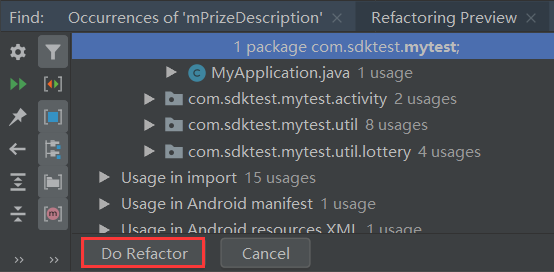 Find: Occurrences of 'mPrizeDescription' × Refactoring Preview ×
1 package com.sdktest.mytest;
MyApplication.java 1 usage
com.sdktest.mytest.activity 2 usages
com.sdktest.mytest.util 8 usages
com.sdktest.mytest.util.lottery 4 usages
Usage in import 15 usages
Usage in Android manifest 1 usage
Usage in Android resources XML 1 usage
Do Refactor Cancel